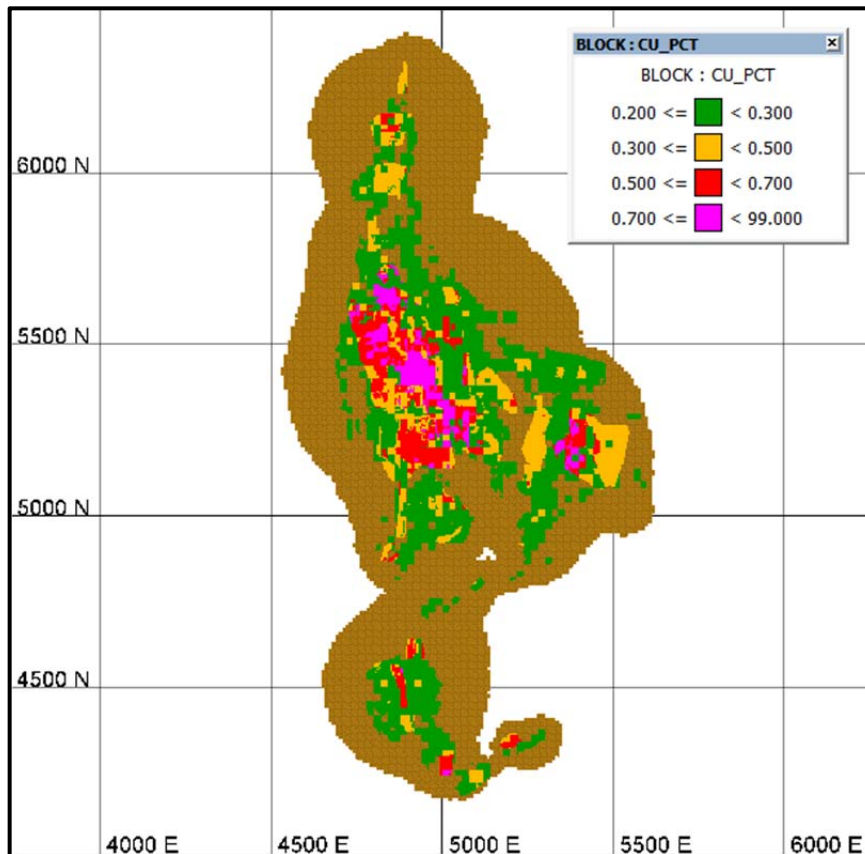 BLOCK : CU_PCT x
BLOCK : CU_PCT
0.200 <= < 0.300
0.300 <= < 0.500
0.500 <= < 0.700
0.700 <= < 99.000
6000 N
5500 N
5000 N
4500 N
4000 E 4500 E 5000 E 5500 E 6000 E